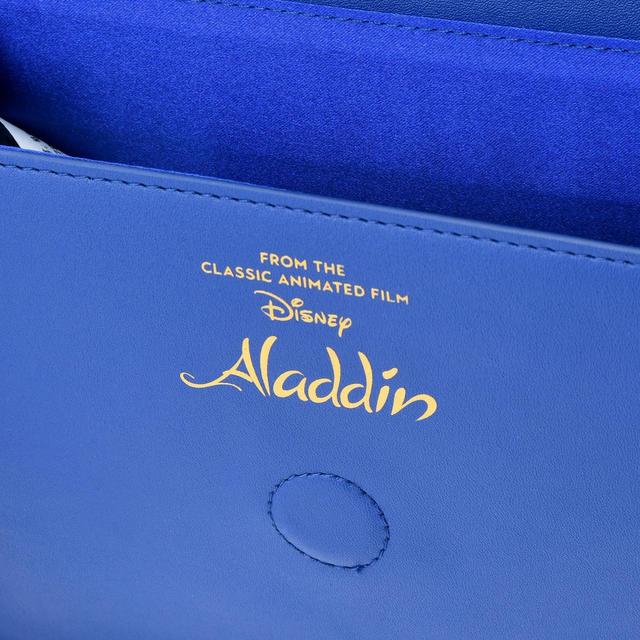 FROM THE
CLASSIC ANIMATED FILM
Disney
Aladdin